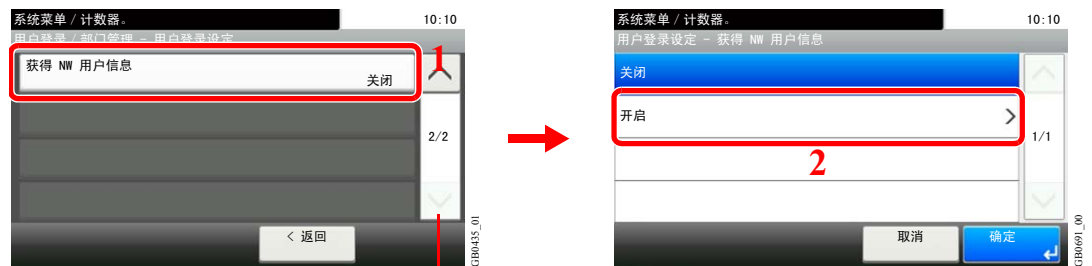 系统菜单 / 计数器。
10:10
用户登录 / 部门管理 - 用户登录设定
获得 NW 用户信息
关闭
1
2/2
< 返回
GB0435_01
系统菜单 / 计数器。
10:10
用户登录设定 - 获得 NW 用户信息
关闭
开启
1/1
2
取消
确定
GB0691_00